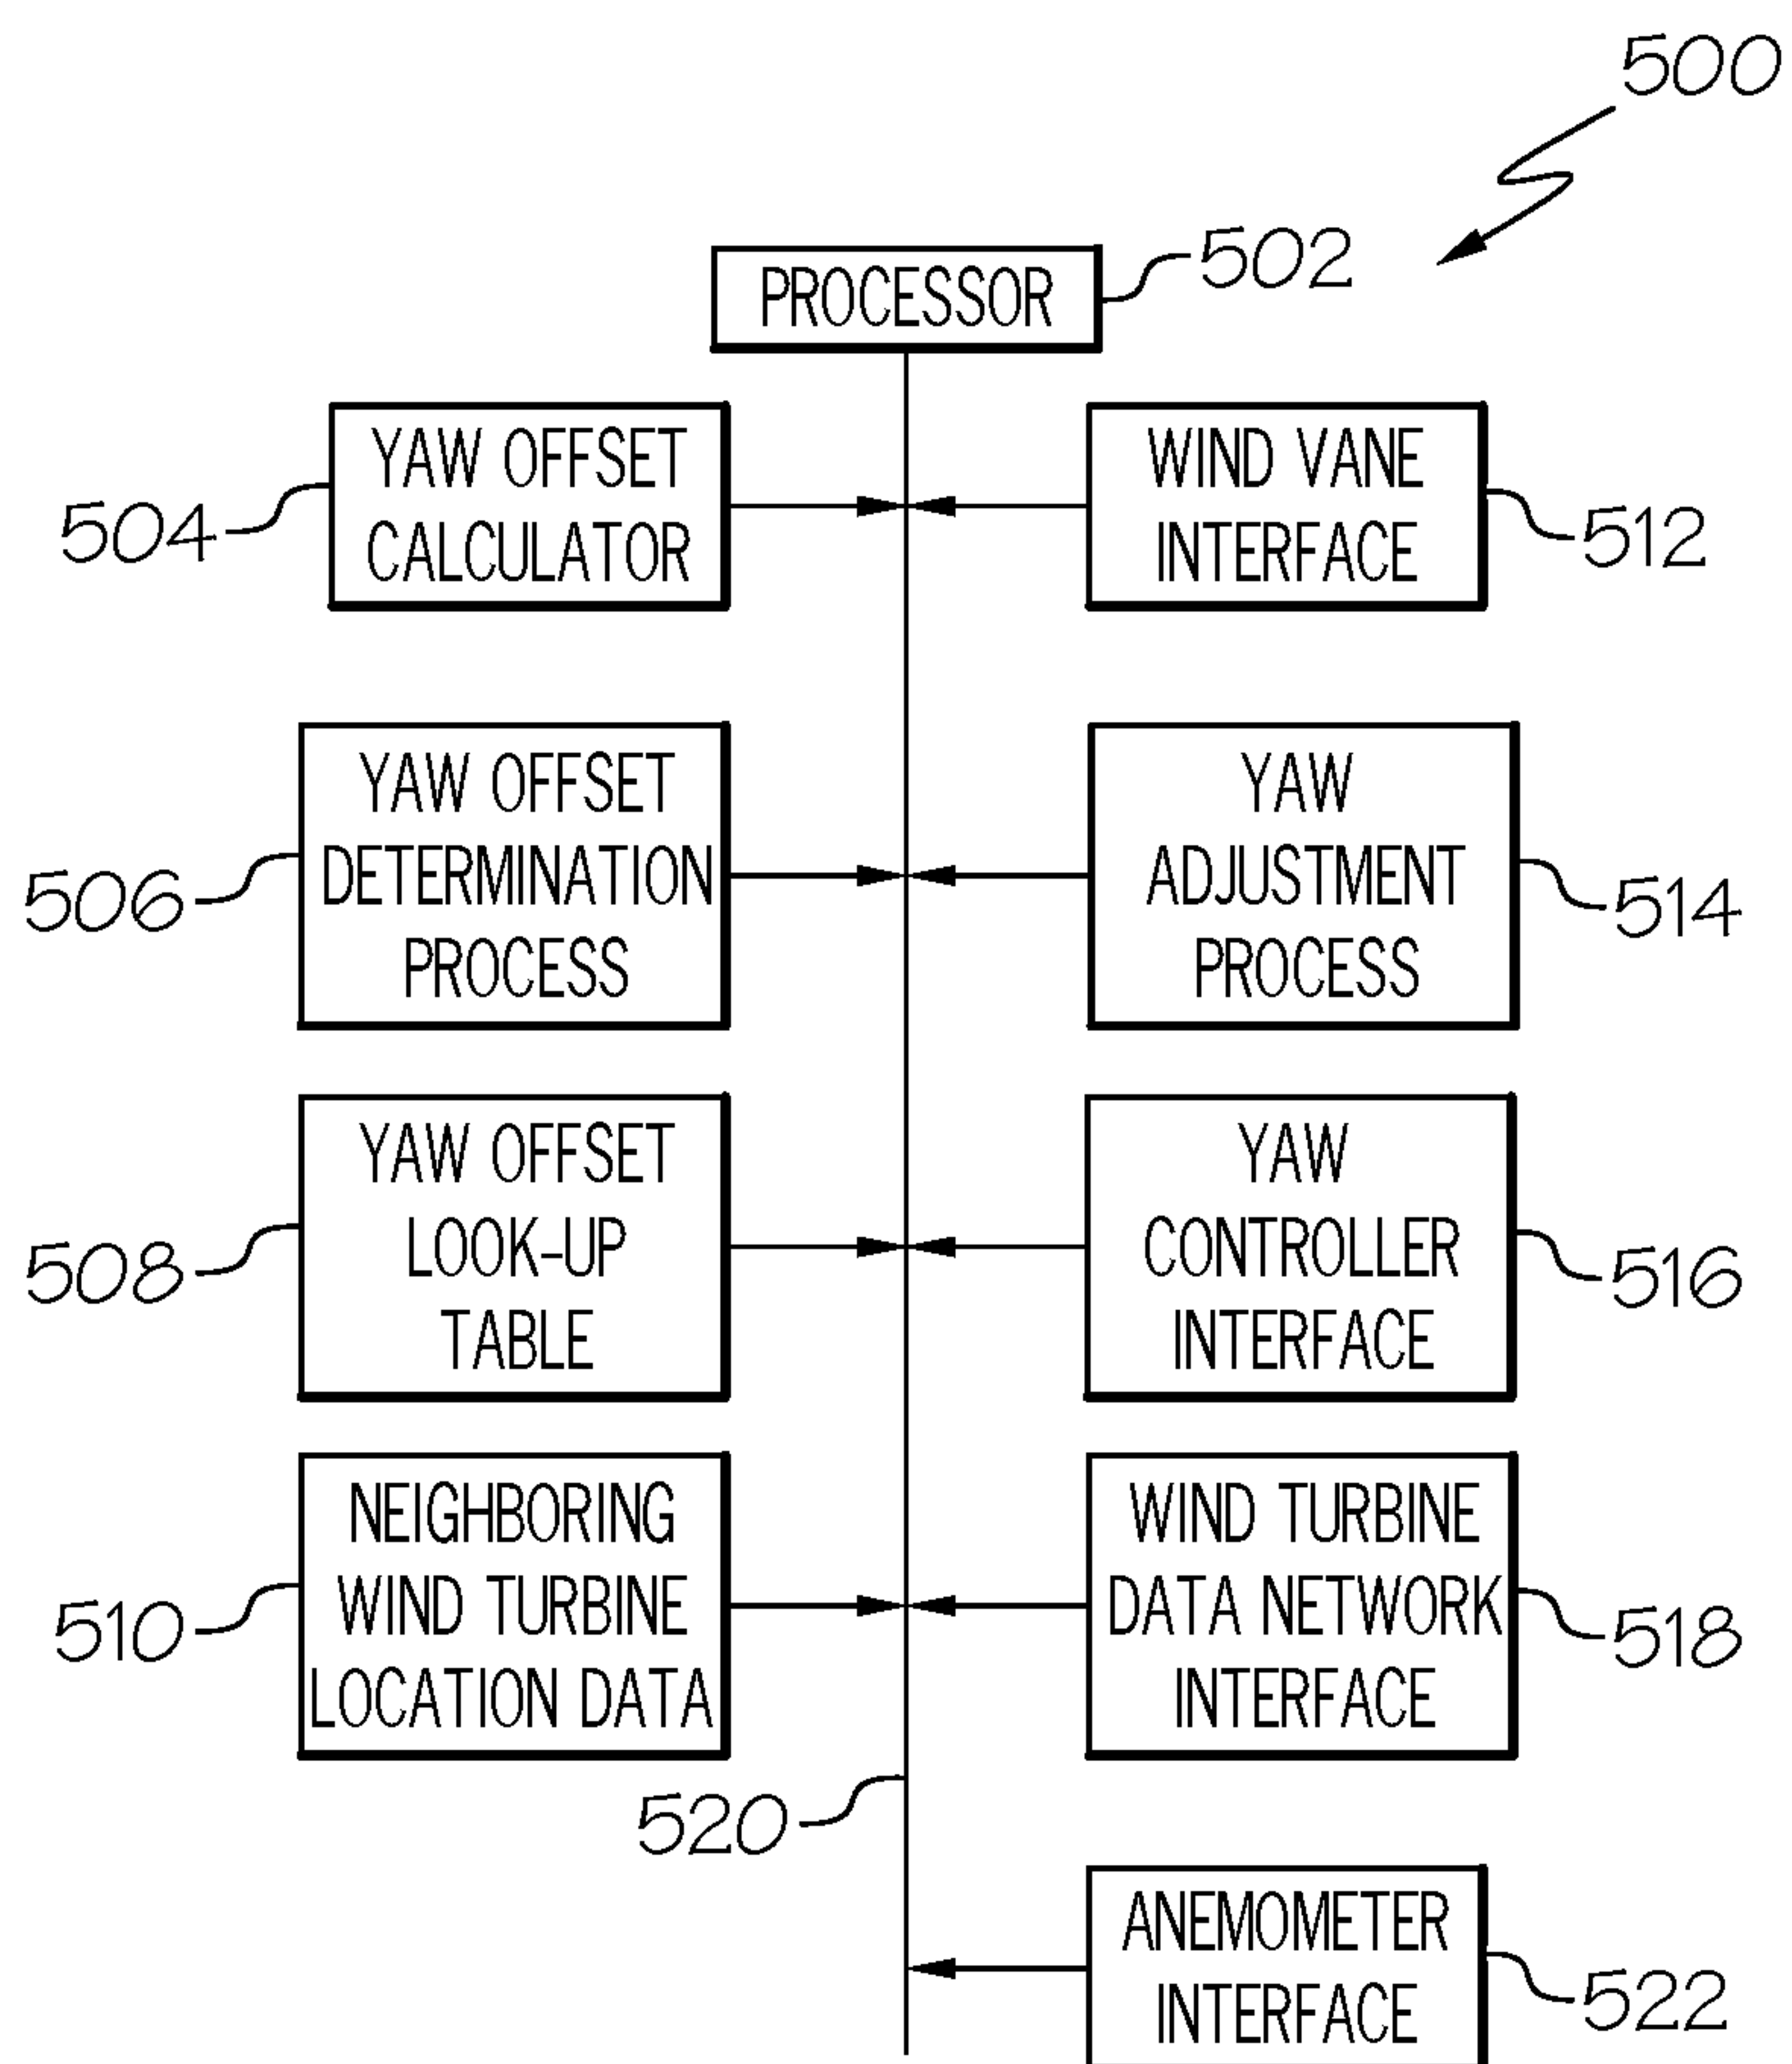 500
PROCESSOR
502
YAW OFFSET
CALCULATOR
504
WIND VANE
INTERFACE
512
YAW OFFSET
DETERMINATION
PROCESS
506
YAW
ADJUSTMENT
PROCESS
514
YAW OFFSET
LOOK-UP
TABLE
508
YAW
CONTROLLER
INTERFACE
516
NEIGHBORING
WIND TURBINE
LOCATION DATA
510
WIND TURBINE
DATA NETWORK
INTERFACE
518
520
ANEMOMETER
INTERFACE
522